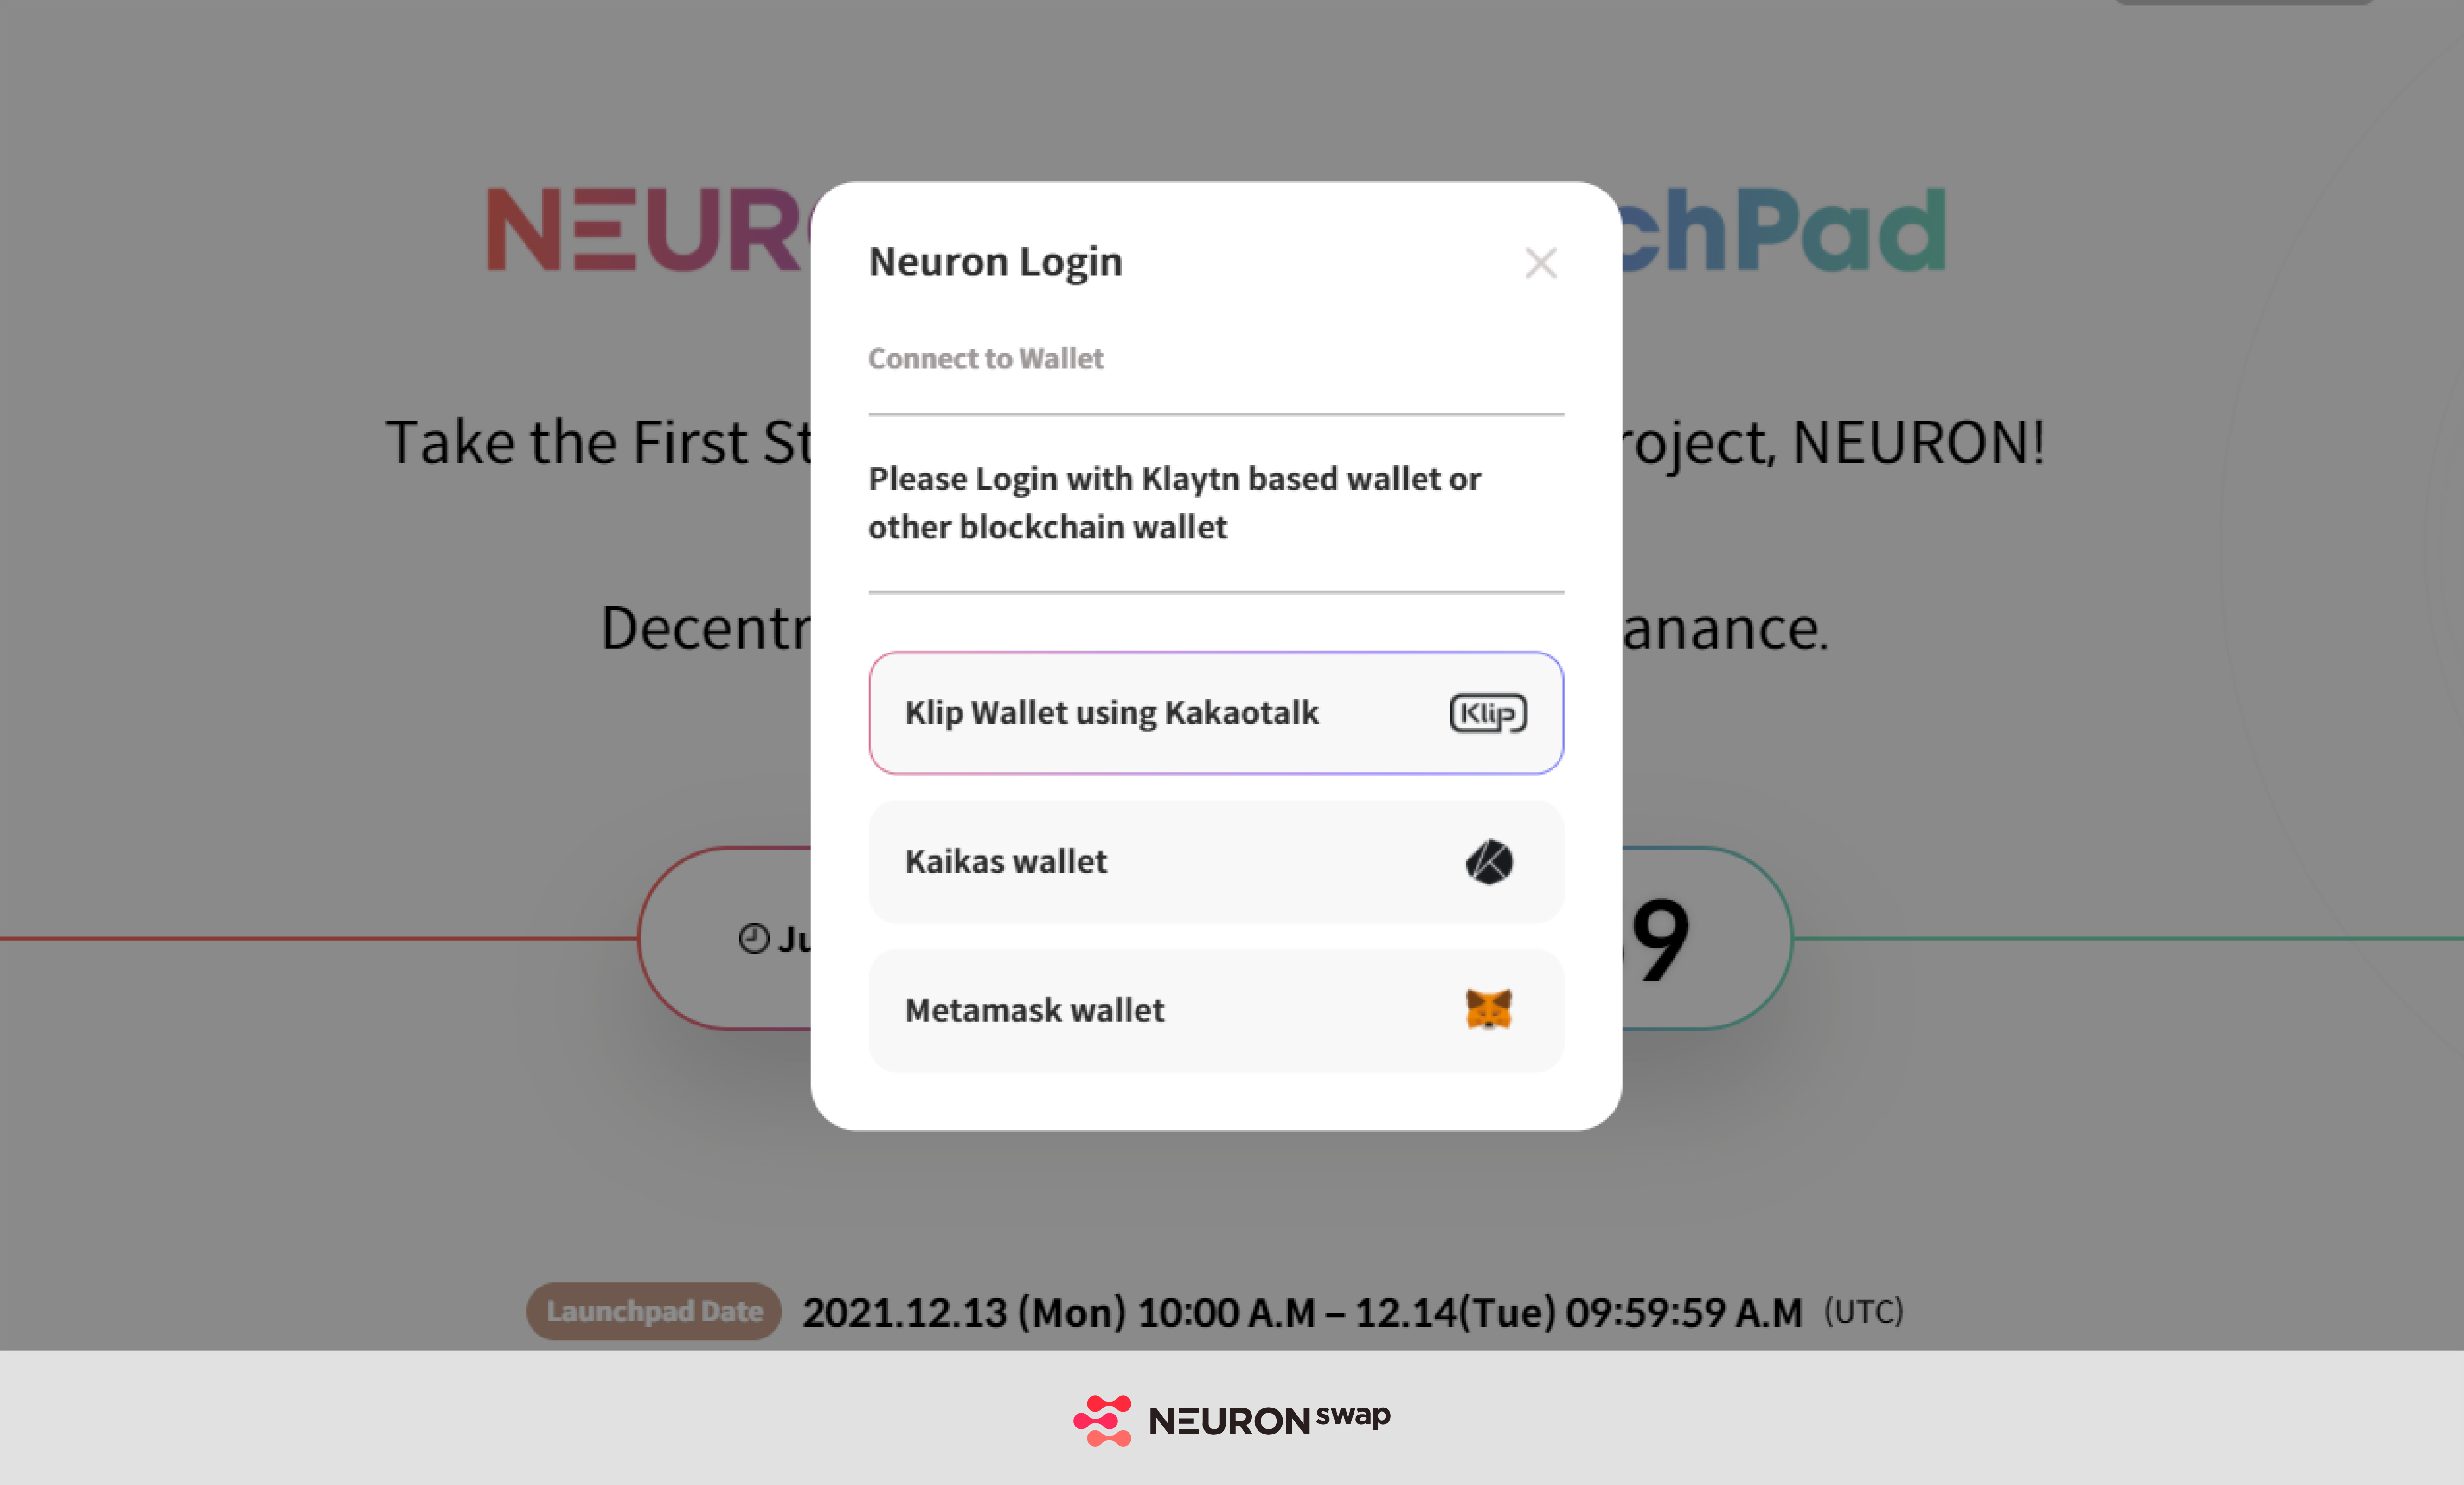 NEUR chPad
Neuron Login
Connect to Wallet
Take the First St roject, NEURON!
Please Login with Klaytn based wallet or
other blockchain wallet
Decentr anance.
Klip Wallet using Kakaotalk Klip
Kaikas wallet
Ju 9
Metamask wallet
Launchpad Date 2021.12.13 (Mon) 10:00 A.M – 12.14(Tue) 09:59:59 A.M (UTC)
NEURON swap